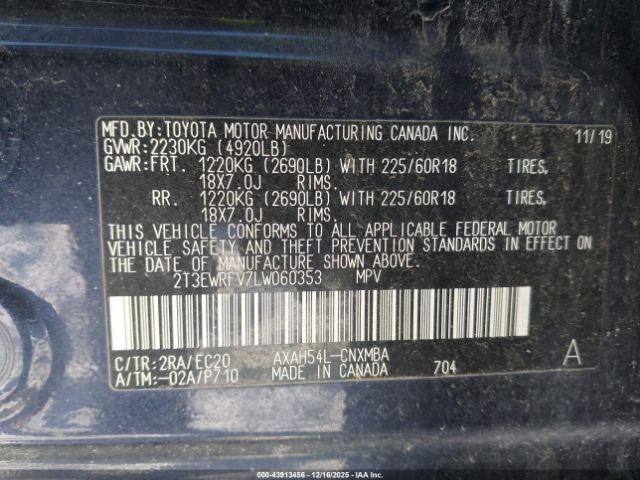 MFD.BY:TOYOTA MOTOR MANUFACTURING CANADA INC. 11/19
GVWR:2230KG (4920LB)
GAWR:FRT. 1220KG (2690LB) WITH 225/60R18 TIRES,
18X7.0J RIMS.
RR. 1220KG (2690LB) WITH 225/60R18 TIRES,
18X7.0J RIMS.
THIS VEHICLE CONFORMS TO ALL APPLICABLE FEDERAL MOTOR
VEHICLE SAFETY AND THEFT PREVENTION STANDARDS IN EFFECT ON
THE DATE OF MANUFACTURE SHOWN ABOVE.
2T3EWRFV7LW060353 MPV
C/TR:2RA/EC20 AXAH54L-CNXMBA A
A/TM:-02A/P710 MADE IN CANADA 704
000-43913456 • 12/16/2025 • IAA Inc.